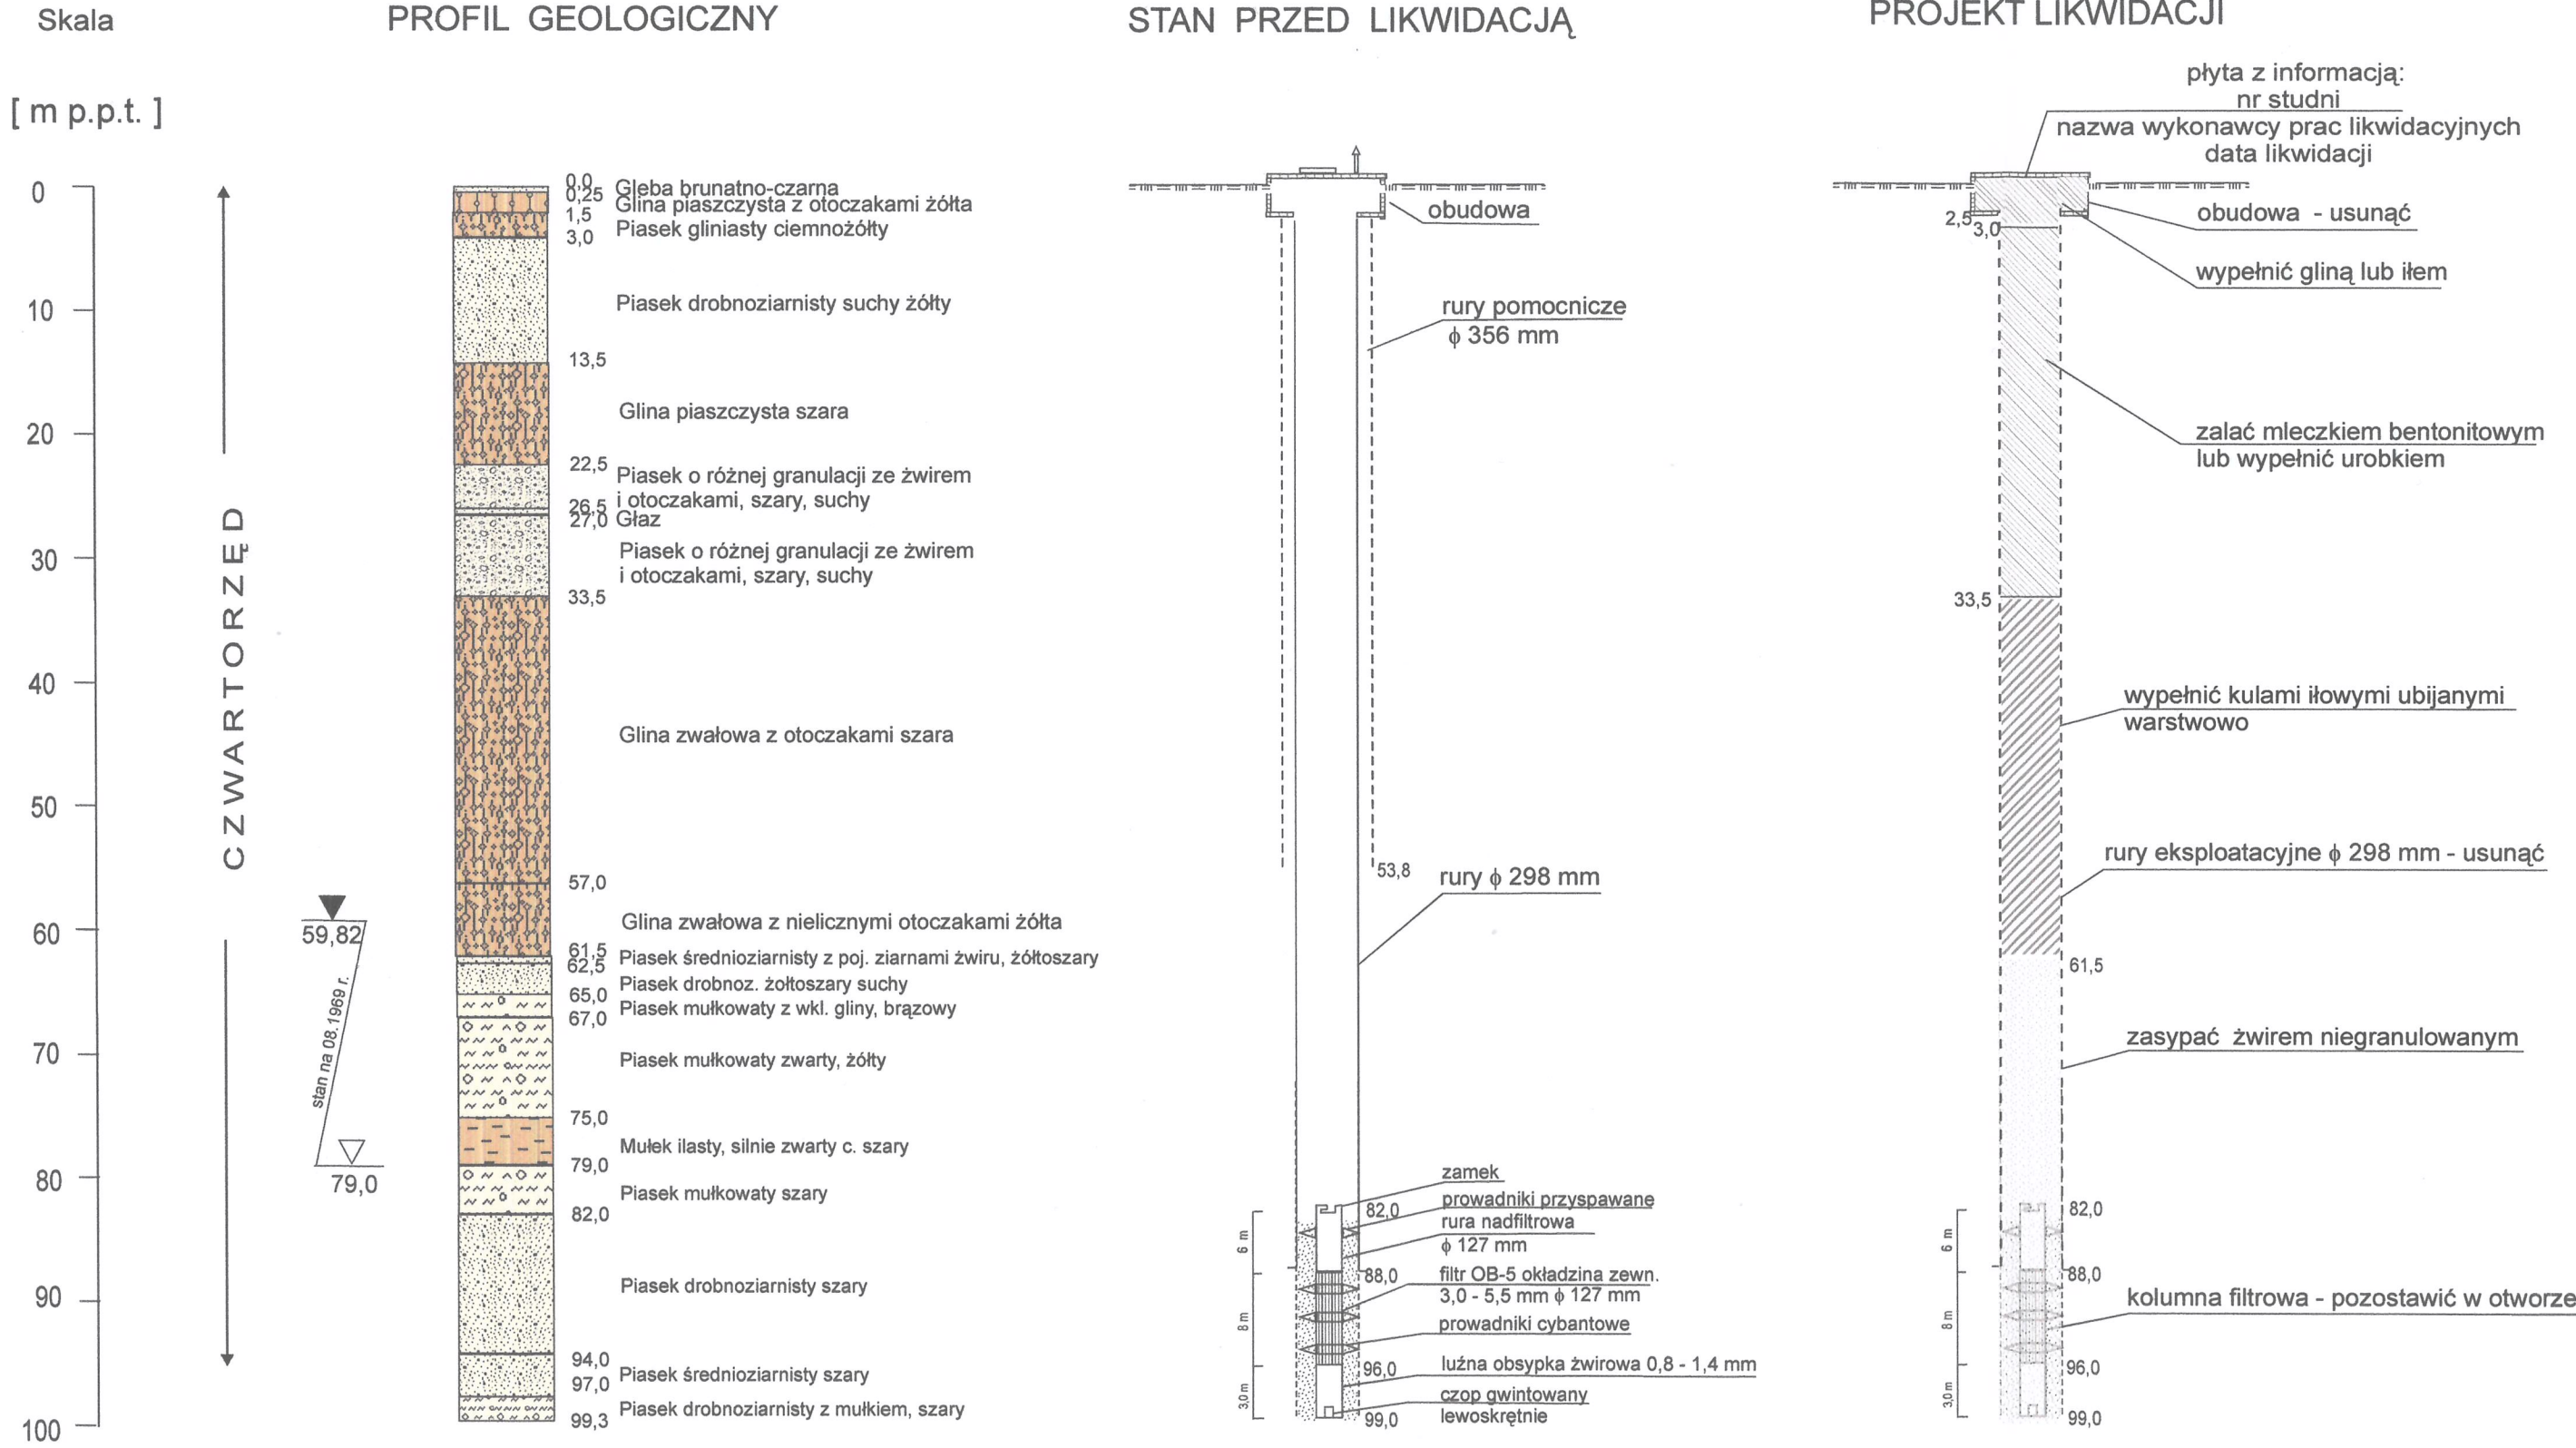 Skala
[ m p.p.t. ]
0
10
20
30
40
50
60
70
80
90
100
CZWARTORZĘD
59,82
stan na 08.1969 r.
79,0
PROFIL GEOLOGICZNY
0,0
Gleba brunatno-czarna
0,25
Glina piaszczysta z otoczakami żółta
1,5
Piasek gliniasty ciemnożółty
3,0
Piasek drobnoziarnisty suchy żółty
13,5
Glina piaszczysta szara
22,5
Piasek o różnej granulacji ze żwirem
i otoczakami, szary, suchy
26,5
27,0 Głaz
Piasek o różnej granulacji ze żwirem
i otoczakami, szary, suchy
33,5
Glina zwałowa z otoczakami szara
57,0
Glina zwałowa z nielicznymi otoczakami żółta
61,5
Piasek średnioziarnisty z poj. ziarnami żwiru, żółtoszary
62,5
Piasek drobnoz. żołtoszary suchy
65,0
Piasek mułkowaty z wkl. gliny, brązowy
67,0
Piasek mułkowaty zwarty, żółty
75,0
Mułek ilasty, silnie zwarty c. szary
79,0
Piasek mułkowaty szary
82,0
Piasek drobnoziarnisty szary
94,0
Piasek średnioziarnisty szary
97,0
Piasek drobnoziarnisty z mułkiem, szary
99,3
STAN PRZED LIKWIDACJĄ
obudowa
rury pomocnicze
ϕ 356 mm
53,8
rury ϕ 298 mm
zamek
82,0
prowadniki przyspawane
rura nadfiltrowa
ϕ 127 mm
6 m
88,0
filtr OB-5 okładzina zewn.
3,0 - 5,5 mm ϕ 127 mm
prowadniki cybantowe
8 m
96,0
luźna obsypka żwirowa 0,8 - 1,4 mm
czop gwintowany
lewoskrętnie
3,0 m
99,0
PROJEKT LIKWIDACJI
płyta z informacją:
nr studni
nazwa wykonawcy prac likwidacyjnych
data likwidacji
2,5
3,0
obudowa - usunąć
wypełnić gliną lub iłem
zalać mleczkiem bentonitowym
lub wypełnić urobkiem
33,5
wypełnić kulami iłowymi ubijanymi
warstwowo
rury eksploatacyjne ϕ 298 mm - usunąć
61,5
zasypać żwirem niegranulowanym
82,0
6 m
88,0
kolumna filtrowa - pozostawić w otworze
8 m
96,0
3,0 m
99,0